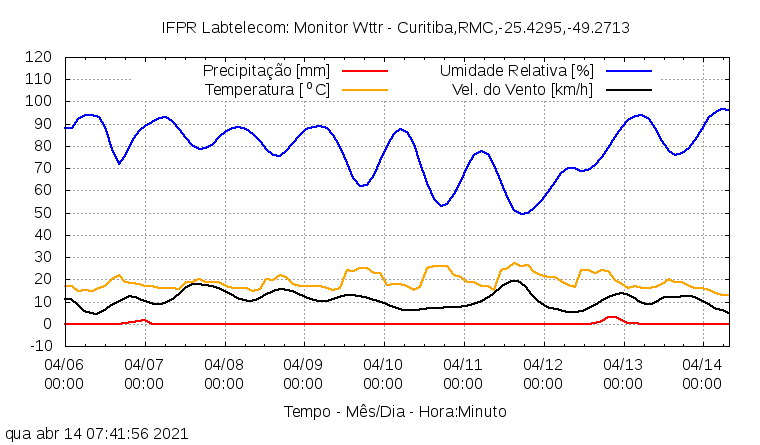 IFPR Labtelecom: Monitor Wttr - Curitiba,RMC,-25.4295,-49.2713
Precipitação [mm]
Umidade Relativa [%]
Temperatura [⁰C]
Vel. do Vento [km/h]
120
110
100
90
80
70
60
50
40
30
20
10
0
-10
04/06 04/07 04/08 04/09 04/10 04/11 04/12 04/13 04/14
00:00 00:00 00:00 00:00 00:00 00:00 00:00 00:00 00:00
Tempo - Mês/Dia - Hora:Minuto
qua abr 14 07:41:56 2021